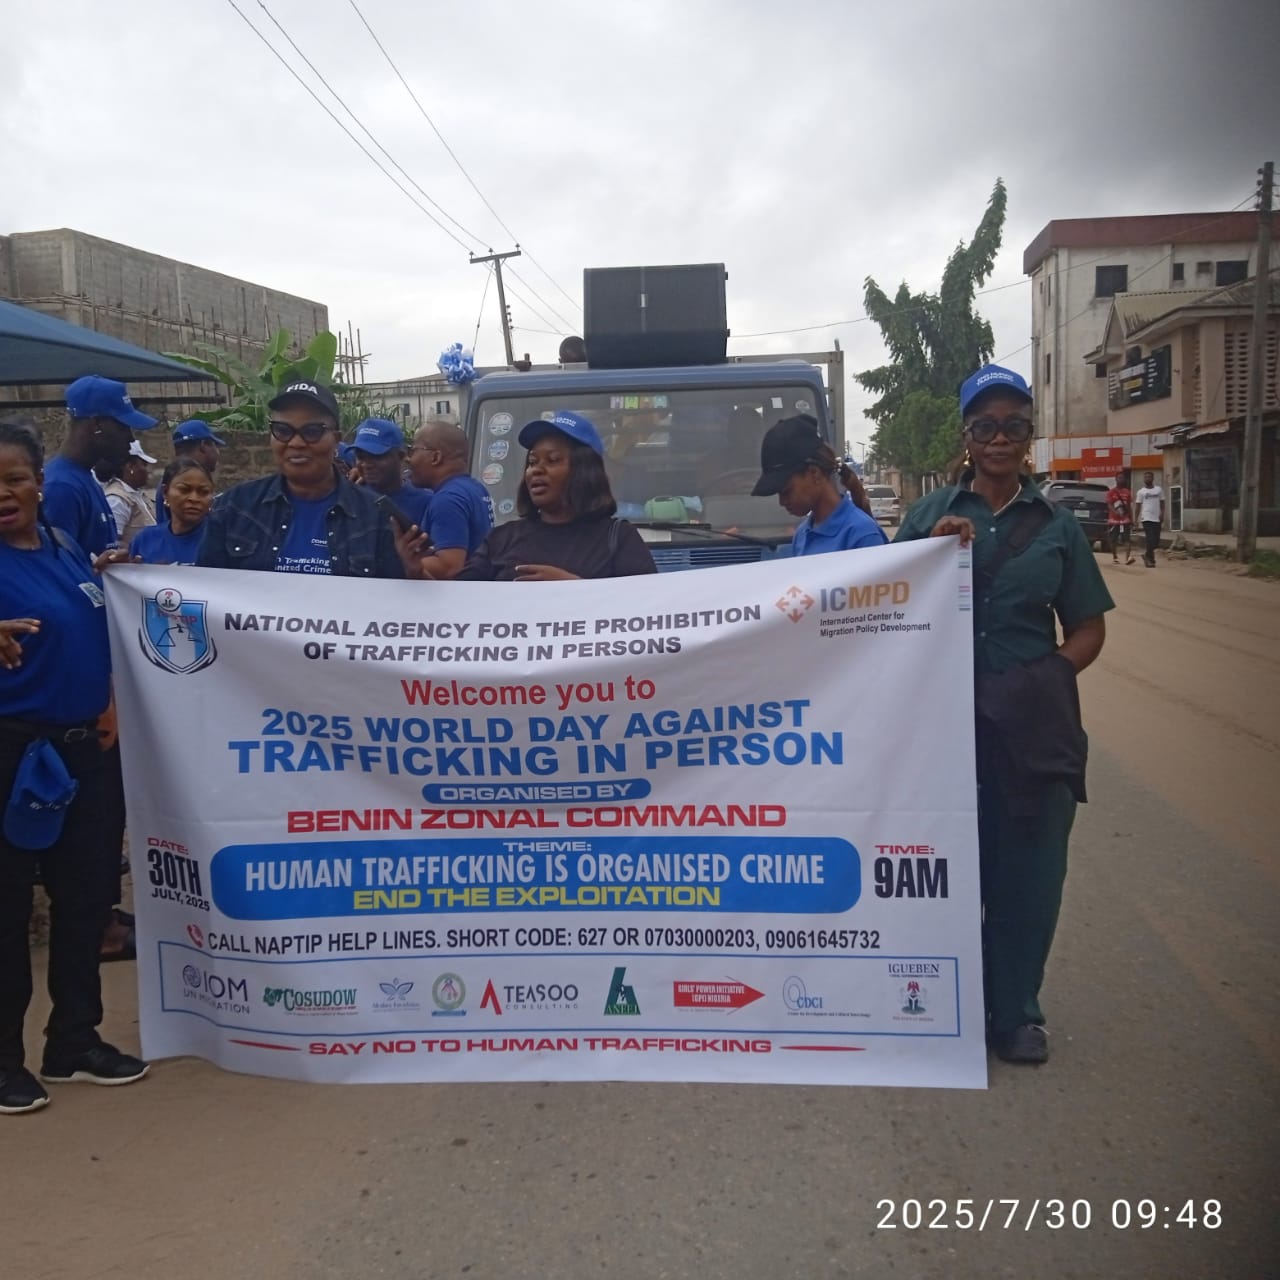 FIDA
NATIONAL AGENCY FOR THE PROHIBITION
OF TRAFFICKING IN PERSONS
ICMPD
International Center for
Migration Policy Development
Welcome you to
2025 WORLD DAY AGAINST
TRAFFICKING IN PERSON
ORGANISED BY
BENIN ZONAL COMMAND
DATE:
30TH
JULY, 2025
THEME:
HUMAN TRAFFICKING IS ORGANISED CRIME
END THE EXPLOITATION
TIME:
9AM
CALL NAPTIP HELP LINES. SHORT CODE: 627 OR 07030000203, 09061645732
IOM
UN MIGRATION
COSUDOW
ATEASOO
CONSULTING
GIRLS' POWER INITIATIVE
(GPI) NIGERIA
CDCI
IGUEBEN
SAY NO TO HUMAN TRAFFICKING
2025/7/30 09:48